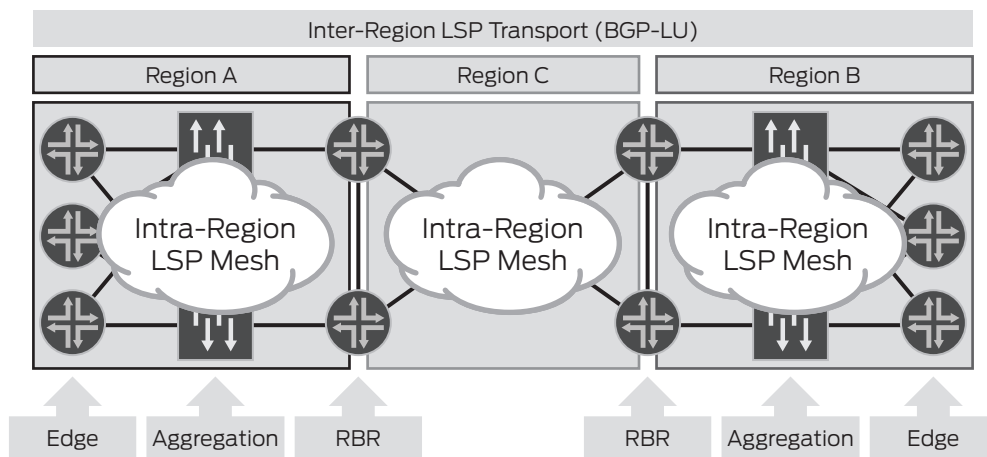 Inter-Region LSP Transport (BGP-LU)
Region A
Region C
Region B
Intra-Region
LSP Mesh
Intra-Region
LSP Mesh
Intra-Region
LSP Mesh
Edge
Aggregation
RBR
RBR
Aggregation
Edge